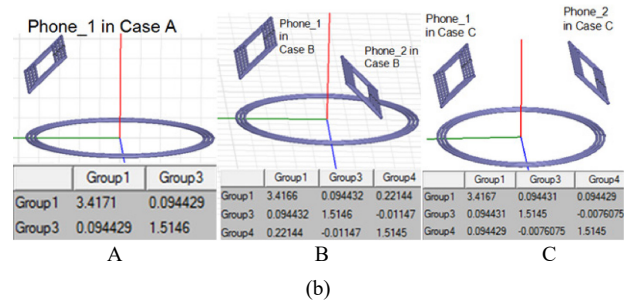 Phone_1 in Case A
Group1 Group3
Group1 3.4171 0.094429
Group3 0.094429 1.5146
A
Phone_1
in
Case B
Phone_2 in
Case B
Group1 Group3 Group4
Group1 3.4166 0.094432 0.22144
Group3 0.094432 1.5146 -0.01147
Group4 0.22144 -0.01147 1.5145
B
Phone_1
in Case C
Phone_2
in Case C
Group1 Group3 Group4
Group1 3.4167 0.094431 0.094429
Group3 0.094431 1.5145 -0.0076075
Group4 0.094429 -0.0076075 1.5145
C
(b)